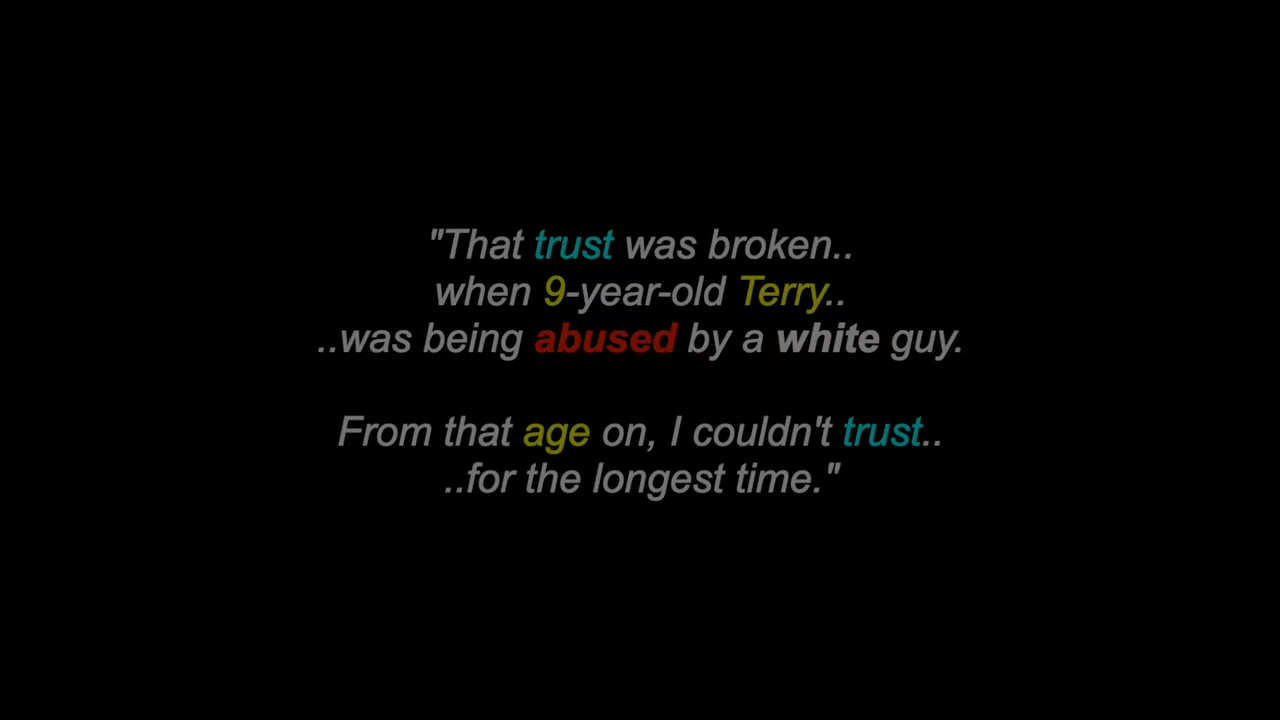 "That trust was broken..
when 9-year-old Terry..
..was being abused by a white guy.
From that age on, I couldn't trust..
..for the longest time."